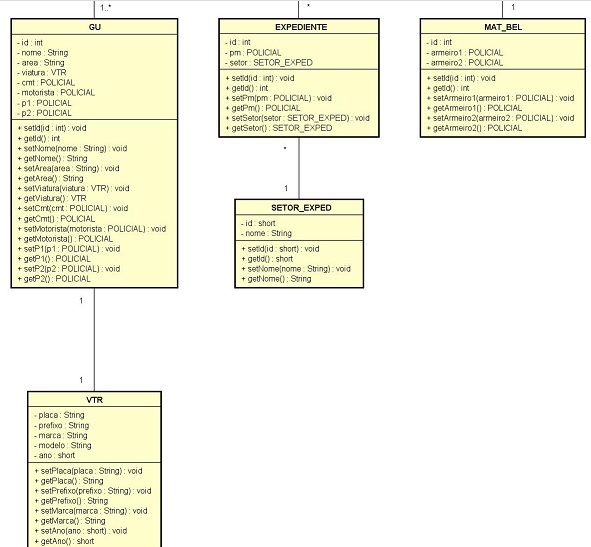 1..*
GU
- id : int
- nome : String
- area : String
- viatura : VTR
- cmt : POLICIAL
- motorista : POLICIAL
- p1 : POLICIAL
- p2 : POLICIAL
+ setId(id : int) : void
+ getId() : int
+ setNome(nome : String) : void
+ getNome() : String
+ setArea(area : String) : void
+ getArea() : String
+ setViatura(viatura : VTR) : void
+ getViatura() : VTR
+ setCmt(cmt : POLICIAL) : void
+ getCmt() : POLICIAL
+ setMotorista(motorista : POLICIAL) : void
+ getMotorista() : POLICIAL
+ setP1(p1 : POLICIAL) : void
+ getP1() : POLICIAL
+ setP2(p2 : POLICIAL) : void
+ getP2() : POLICIAL
1
1
VTR
- placa : String
- prefixo : String
- marca : String
- modelo : String
- ano : short
+ setPlaca(placa : String) : void
+ getPlaca() : String
+ setPrefixo(prefixo : String) : void
+ getPrefixo() : String
+ setMarca(marca : String) : void
+ getMarca() : String
+ setAno(ano : short) : void
+ getAno() : short
*
EXPEDIENTE
- id : int
- pm : POLICIAL
- setor : SETOR_EXPED
+ setId(id : int) : void
+ getId() : int
+ setPm(pm : POLICIAL) : void
+ getPm() : POLICIAL
+ setSetor(setor : SETOR_EXPED) : void
+ getSetor() : SETOR_EXPED
*
1
SETOR_EXPED
- id : short
- nome : String
+ setId(id : short) : void
+ getId() : short
+ setNome(nome : String) : void
+ getNome() : String
1
MAT_BEL
- id : int
- armeiro1 : POLICIAL
- armeiro2 : POLICIAL
+ setId(id : int) : void
+ getId() : int
+ setArmeiro1(armeiro1 : POLICIAL) : void
+ getArmeiro1() : POLICIAL
+ setArmeiro2(armeiro2 : POLICIAL) : void
+ getArmeiro2() : POLICIAL